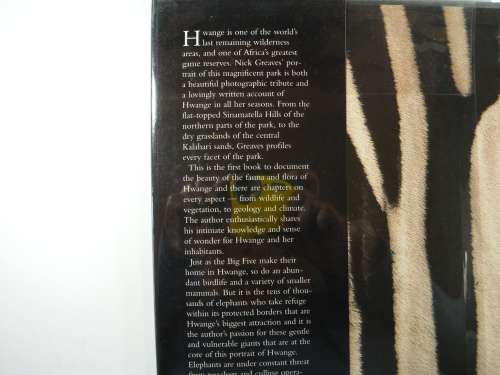 Hwange is one of the world's
last remaining wilderness
areas, and one of Africa's greatest
game reserves. Nick Greaves' por-
trait of this magnificent park is both
a beautiful photographic tribute and
a lovingly written account of
Hwange in all her seasons. From the
flat-topped Sinamatella Hills of the
northern parts of the park, to the
dry grasslands of the central
Kalahari sands, Greaves profiles
every facet of the park.
This is the first book to document
the beauty of the fauna and flora of
Hwange and there are chapters on
every aspect — from wildlife and
vegetation, to geology and climate.
The author enthusiastically shares
his intimate knowledge and sense
of wonder for Hwange and her
inhabitants.
Just as the Big Five make their
home in Hwange, so do an abun-
dant birdlife and a variety of smaller
mammals. But it is the tens of thou-
sands of elephants who take refuge
within its protected borders that are
Hwange's biggest attraction and it is
the author's passion for these gentle
and vulnerable giants that are at the
core of this portrait of Hwange.
Elephants are under constant threat
from poachers and culling opera-